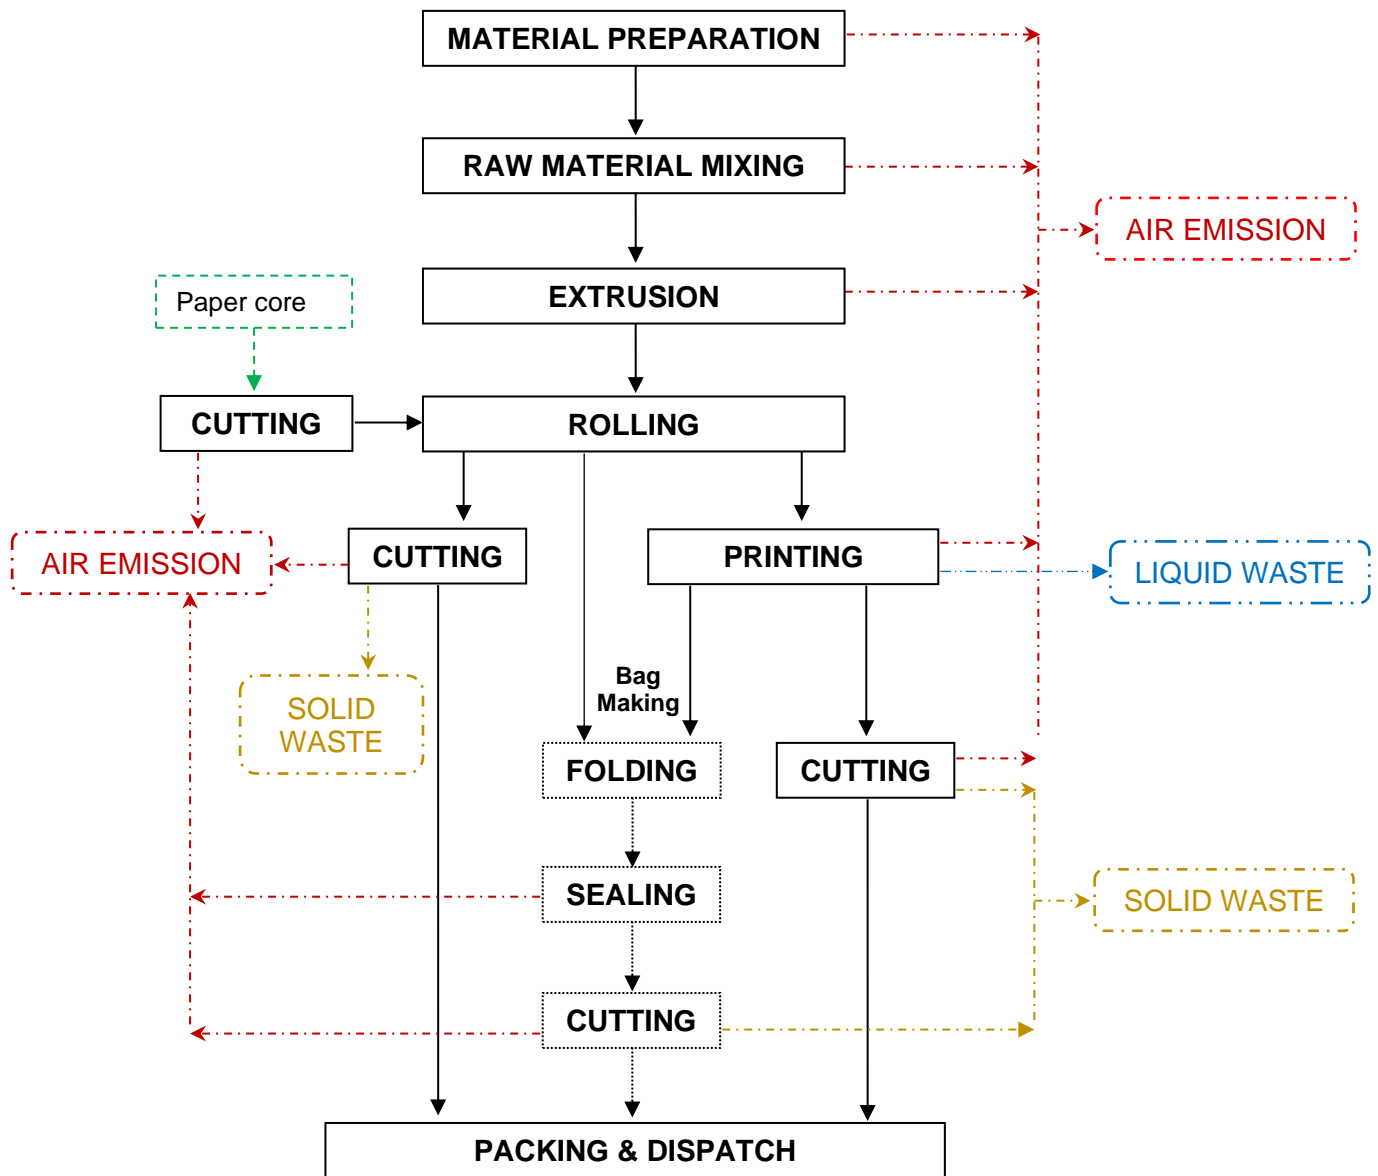 MATERIAL PREPARATION
RAW MATERIAL MIXING
AIR EMISSION
EXTRUSION
Paper core
CUTTING
ROLLING
AIR EMISSION
CUTTING
PRINTING
LIQUID WASTE
Bag
Making
SOLID
WASTE
FOLDING
CUTTING
SEALING
SOLID WASTE
CUTTING
PACKING & DISPATCH